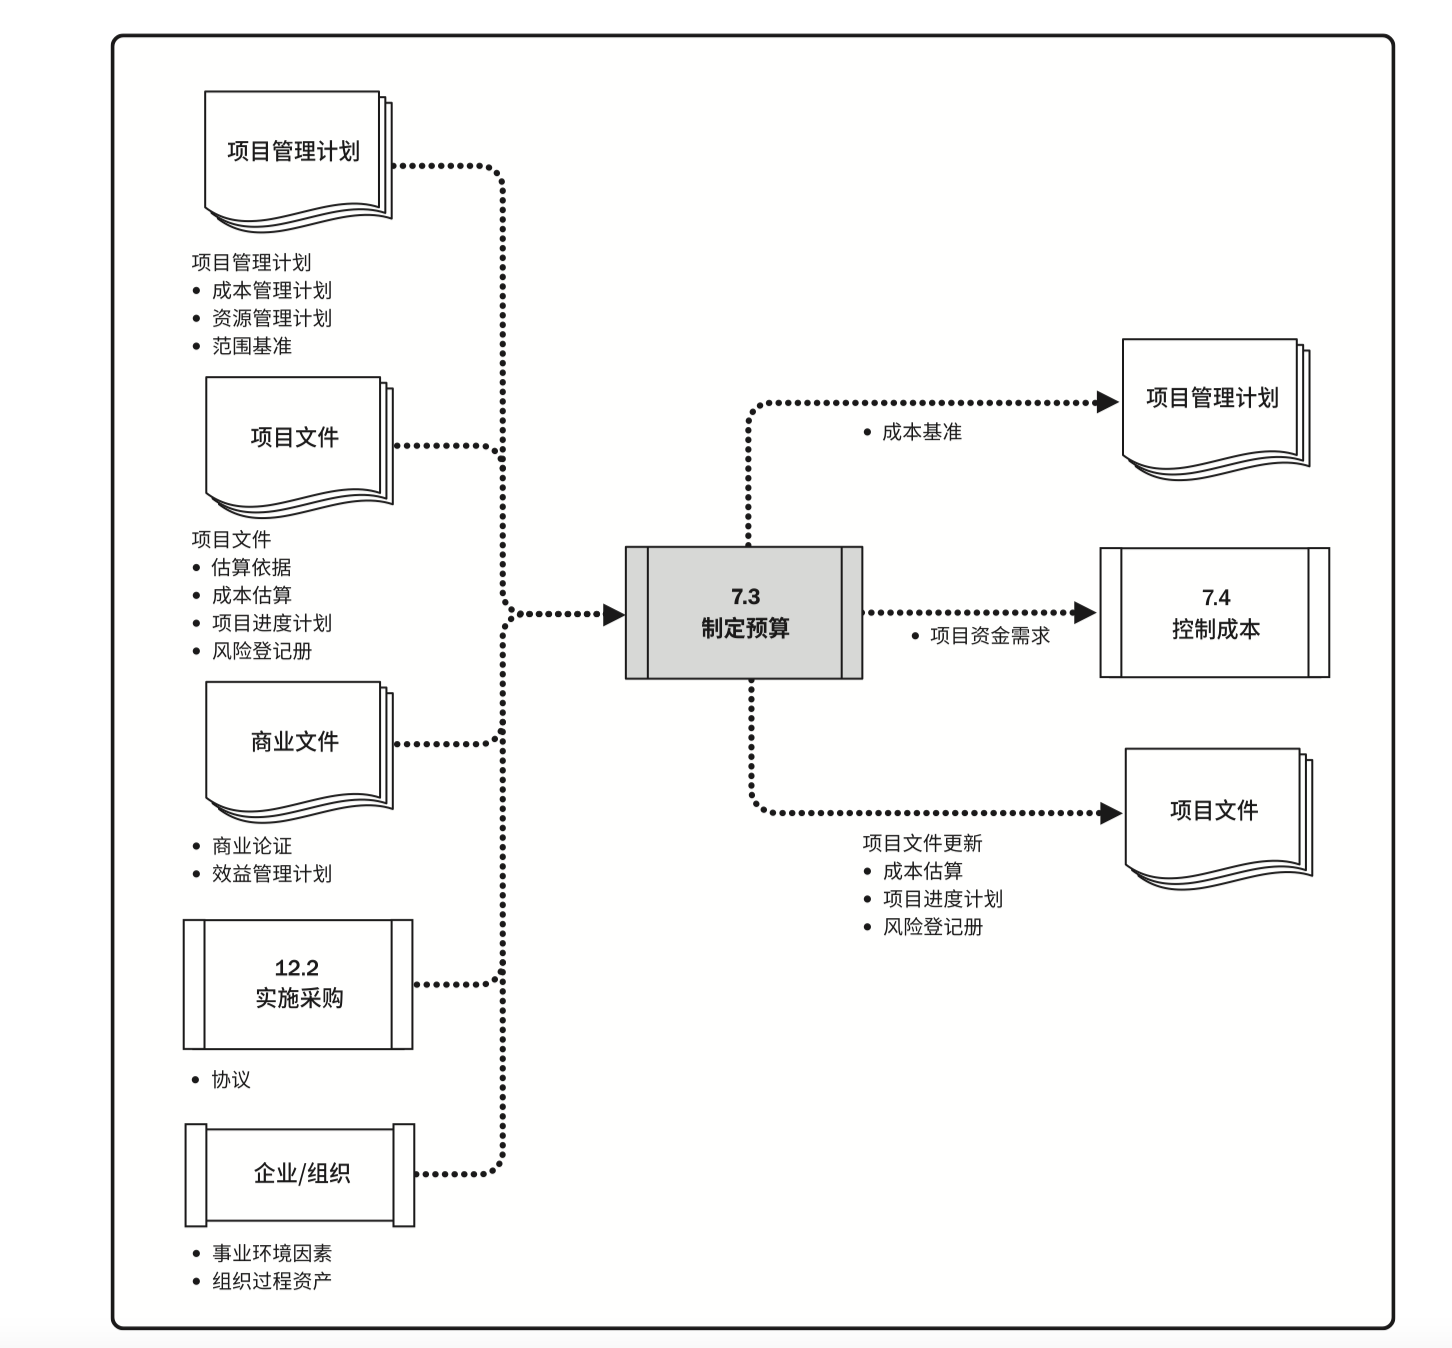 项目管理计划
项目管理计划
• 成本管理计划
• 资源管理计划
• 范围基准
项目文件
项目文件
• 估算依据
• 成本估算
• 项目进度计划
• 风险登记册
商业文件
• 商业论证
• 效益管理计划
12.2
实施采购
• 协议
企业/组织
• 事业环境因素
• 组织过程资产
7.3
制定预算
• 成本基准
项目管理计划
• 项目资金需求
7.4
控制成本
项目文件
项目文件更新
• 成本估算
• 项目进度计划
• 风险登记册